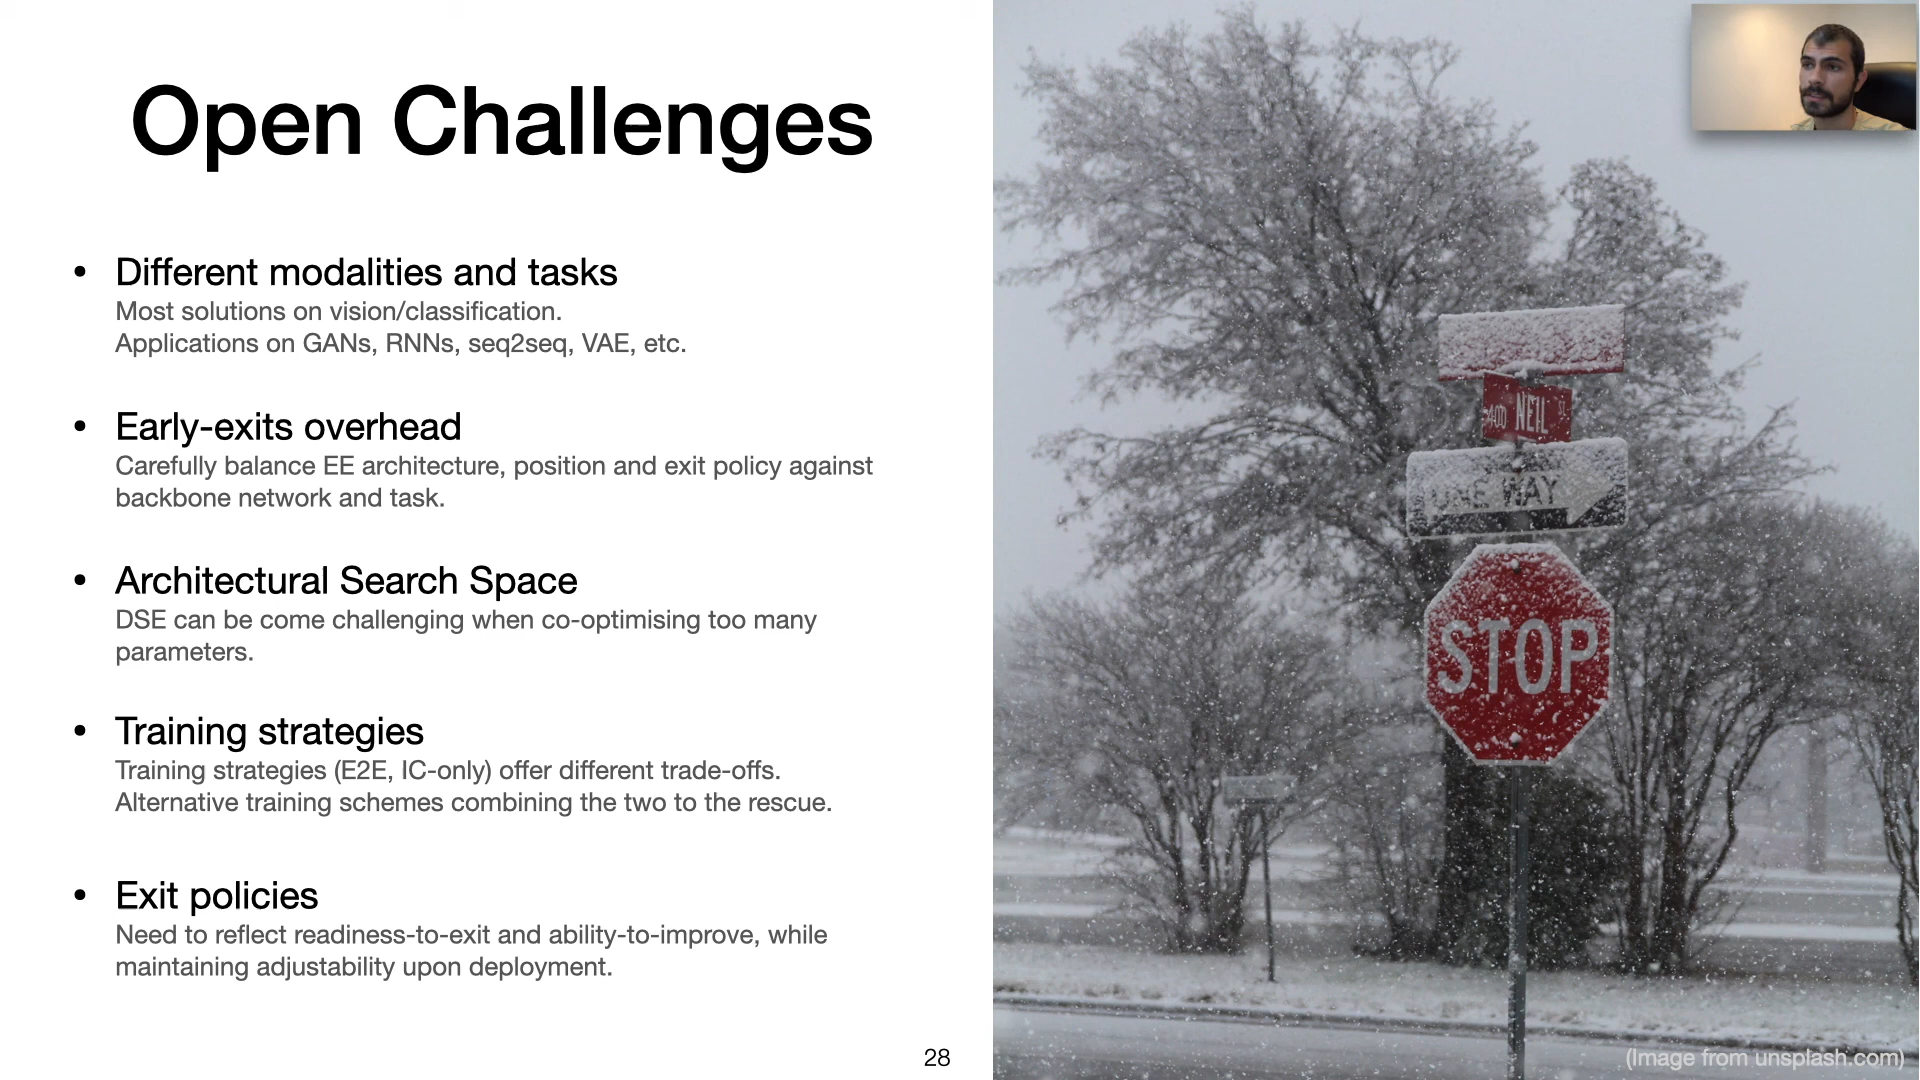 Open Challenges
• Different modalities and tasks
Most solutions on vision/classification.
Applications on GANs, RNNs, seq2seq, VAE, etc.
• Early-exits overhead
Carefully balance EE architecture, position and exit policy against
backbone network and task.
• Architectural Search Space
DSE can be come challenging when co-optimising too many
parameters.
• Training strategies
Training strategies (E2E, IC-only) offer different trade-offs.
Alternative training schemes combining the two to the rescue.
• Exit policies
Need to reflect readiness-to-exit and ability-to-improve, while
maintaining adjustability upon deployment.
28
NEIL ST
ONE WAY
STOP
(Image from unsplash.com)